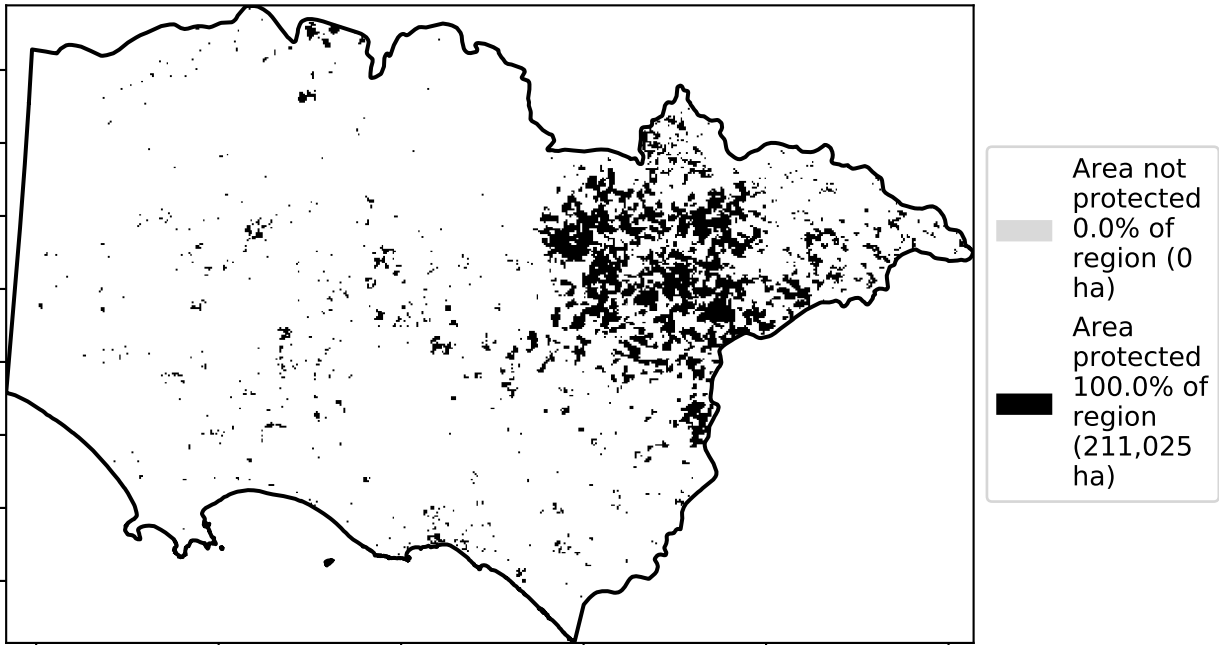 Area not
protected
0.0% of
region (0
ha)
Area
protected
100.0% of
region
(211,025
ha)